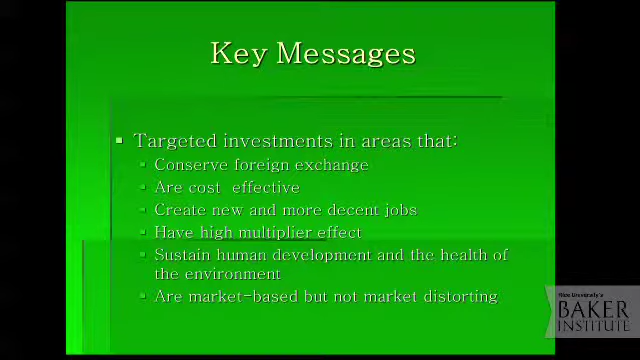 Key Messages
Targeted investments in areas that:
Conserve foreign exchange
Are cost effective
Create new and more decent jobs
Have high multiplier effect
Sustain human development and the health of
the environment
Are market-based but not market distorting
Rice University's
BAKER
INSTITUTE